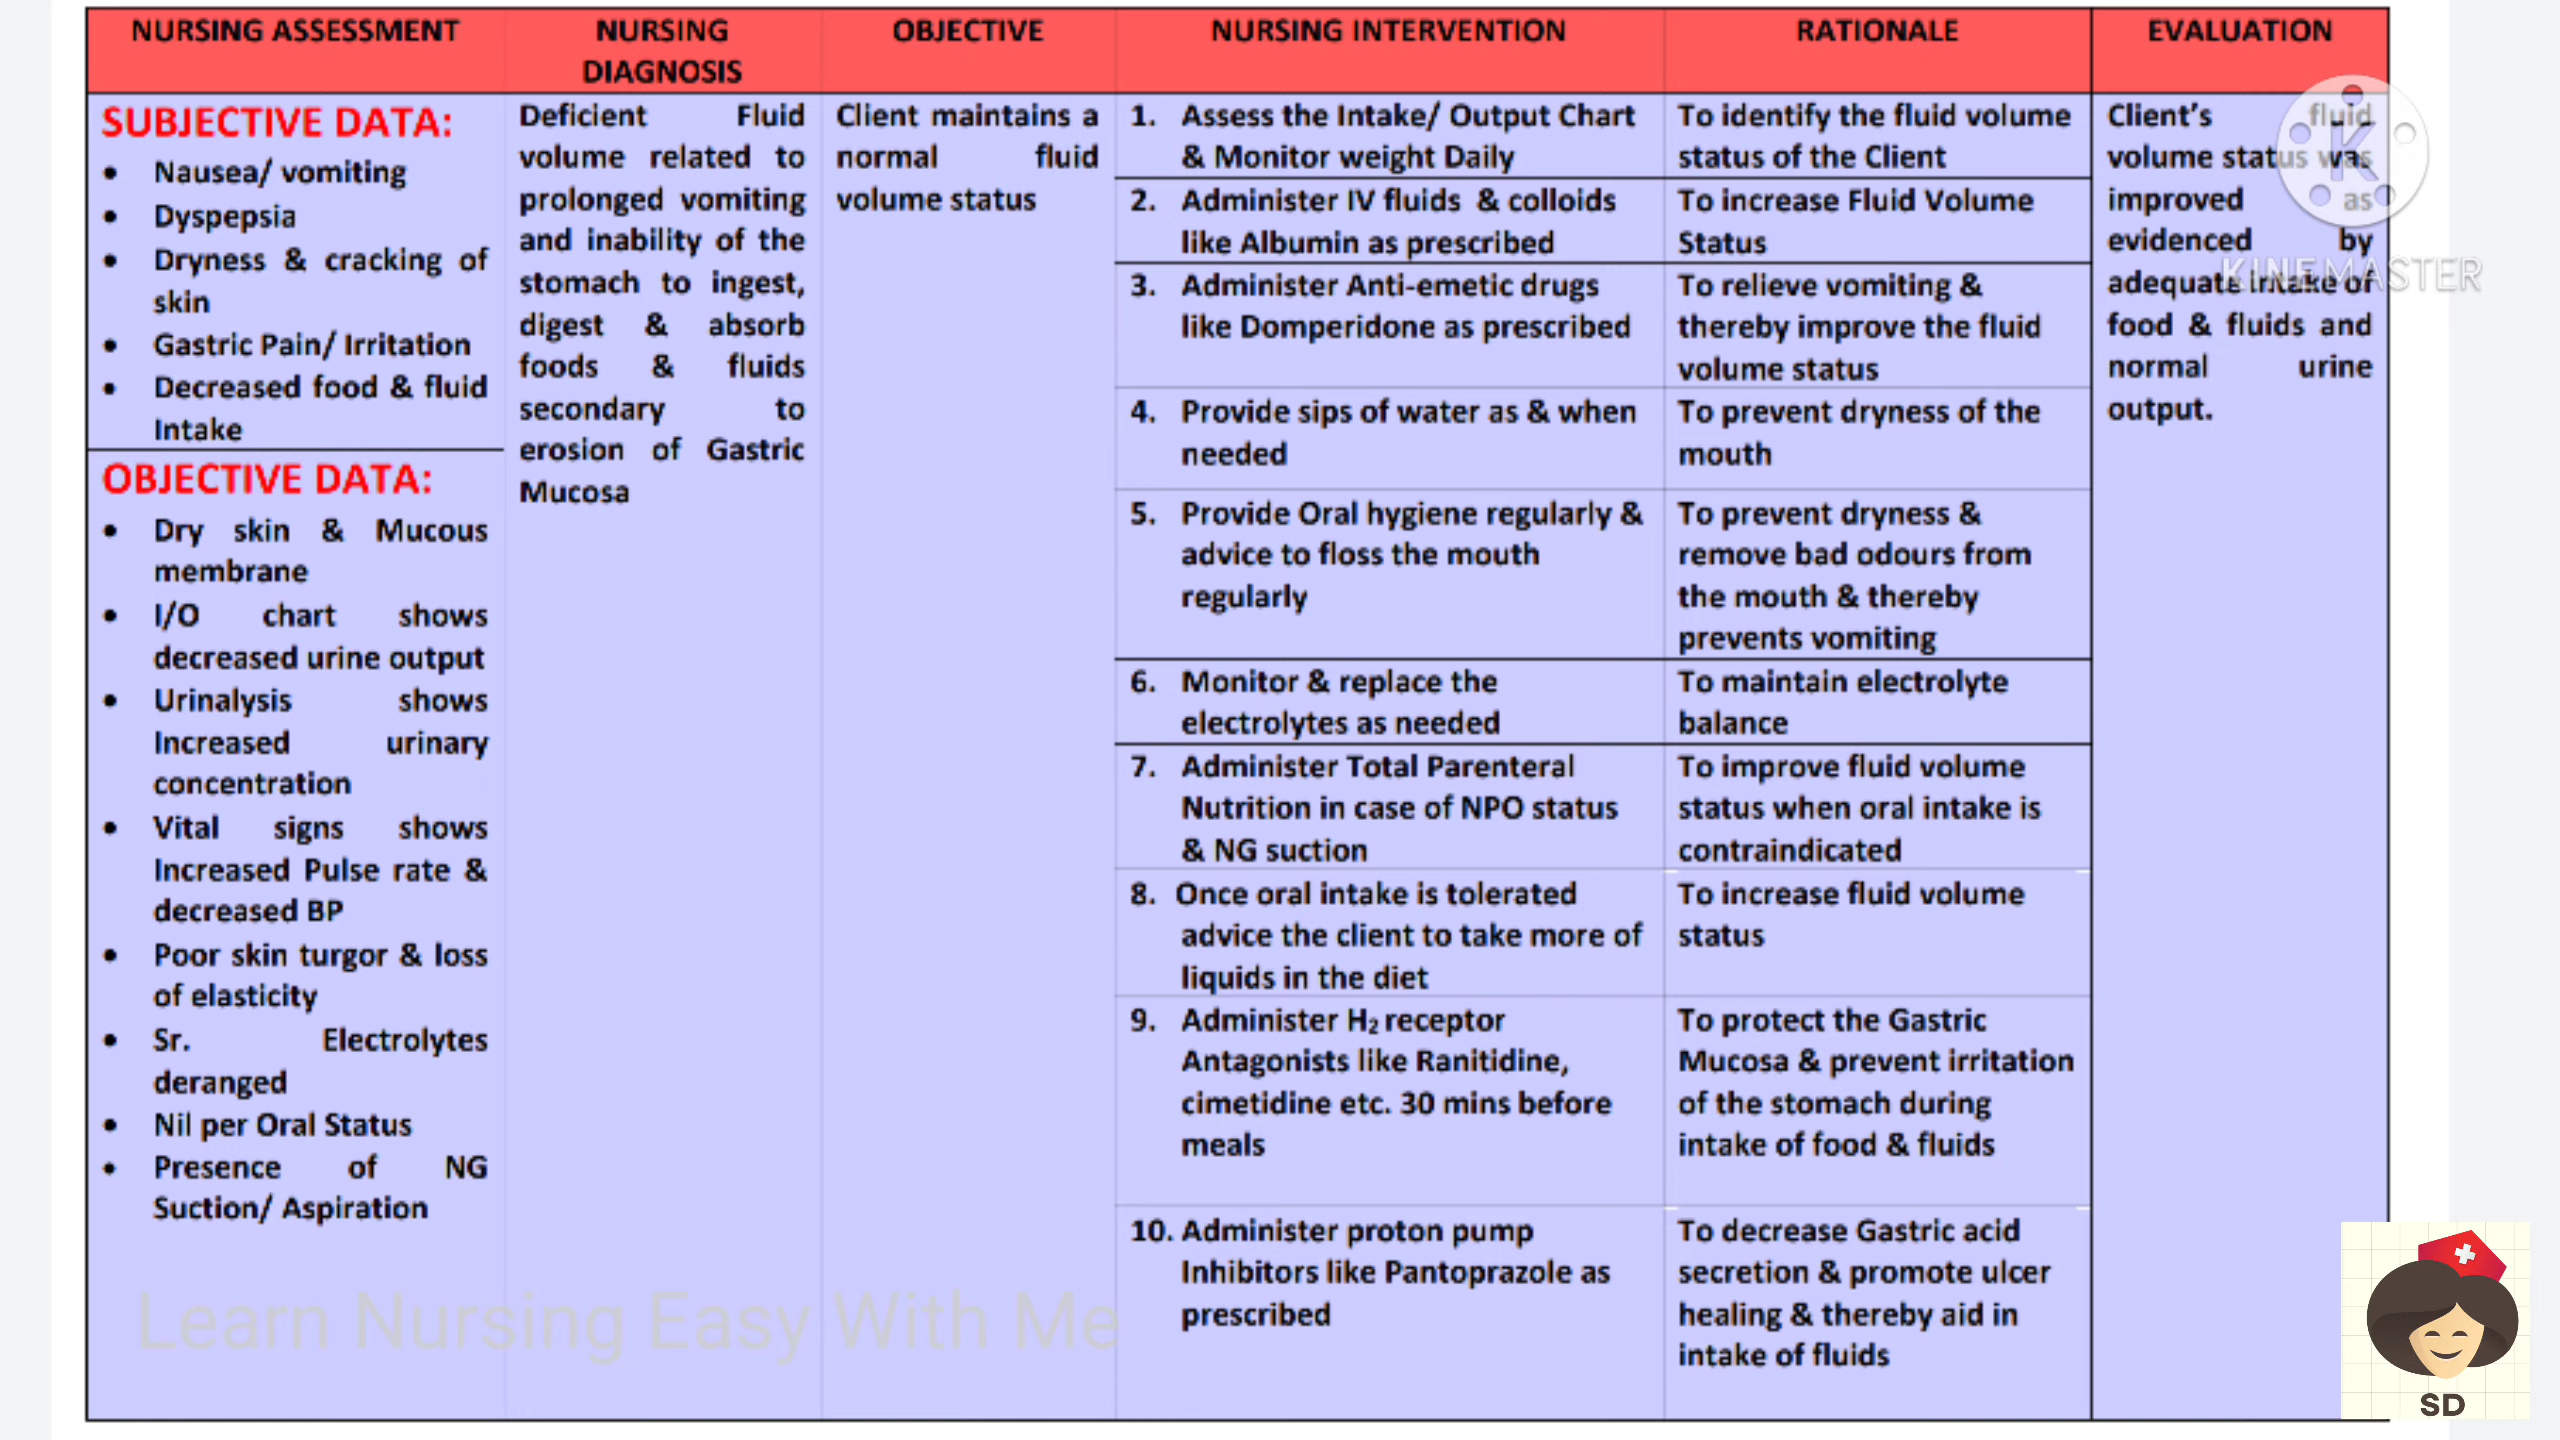 NURSING ASSESSMENT
NURSING
DIAGNOSIS
OBJECTIVE
NURSING INTERVENTION
RATIONALE
EVALUATION
SUBJECTIVE DATA:
• Nausea/ vomiting
• Dyspepsia
• Dryness & cracking of
skin
• Gastric Pain/ Irritation
• Decreased food & fluid
Intake
OBJECTIVE DATA:
• Dry skin & Mucous
membrane
• I/O chart shows
decreased urine output
• Urinalysis shows
Increased urinary
concentration
• Vital signs shows
Increased Pulse rate &
decreased BP
• Poor skin turgor & loss
of elasticity
• Sr. Electrolytes
deranged
• Nil per Oral Status
• Presence of NG
Suction/ Aspiration
Deficient Fluid
volume related to
prolonged vomiting
and inability of the
stomach to ingest,
digest & absorb
foods & fluids
secondary to
erosion of Gastric
Mucosa
Client maintains a
normal fluid
volume status
1. Assess the Intake/ Output Chart
& Monitor weight Daily
To identify the fluid volume
status of the Client
2. Administer IV fluids & colloids
like Albumin as prescribed
To increase Fluid Volume
Status
3. Administer Anti-emetic drugs
like Domperidone as prescribed
To relieve vomiting &
thereby improve the fluid
volume status
4. Provide sips of water as & when
needed
To prevent dryness of the
mouth
5. Provide Oral hygiene regularly &
advice to floss the mouth
regularly
To prevent dryness &
remove bad odours from
the mouth & thereby
prevents vomiting
6. Monitor & replace the
electrolytes as needed
To maintain electrolyte
balance
7. Administer Total Parenteral
Nutrition in case of NPO status
& NG suction
To improve fluid volume
status when oral intake is
contraindicated
8. Once oral intake is tolerated
advice the client to take more of
liquids in the diet
To increase fluid volume
status
9. Administer H₂ receptor
Antagonists like Ranitidine,
cimetidine etc. 30 mins before
meals
To protect the Gastric
Mucosa & prevent irritation
of the stomach during
intake of food & fluids
10. Administer proton pump
Inhibitors like Pantoprazole as
prescribed
To decrease Gastric acid
secretion & promote ulcer
healing & thereby aid in
intake of fluids
Client's fluid
volume status was
improved as
evidenced by
adequate intake of
food & fluids and
normal urine
output.
K
KINEMASTER
Learn Nursing Easy With Me
SD